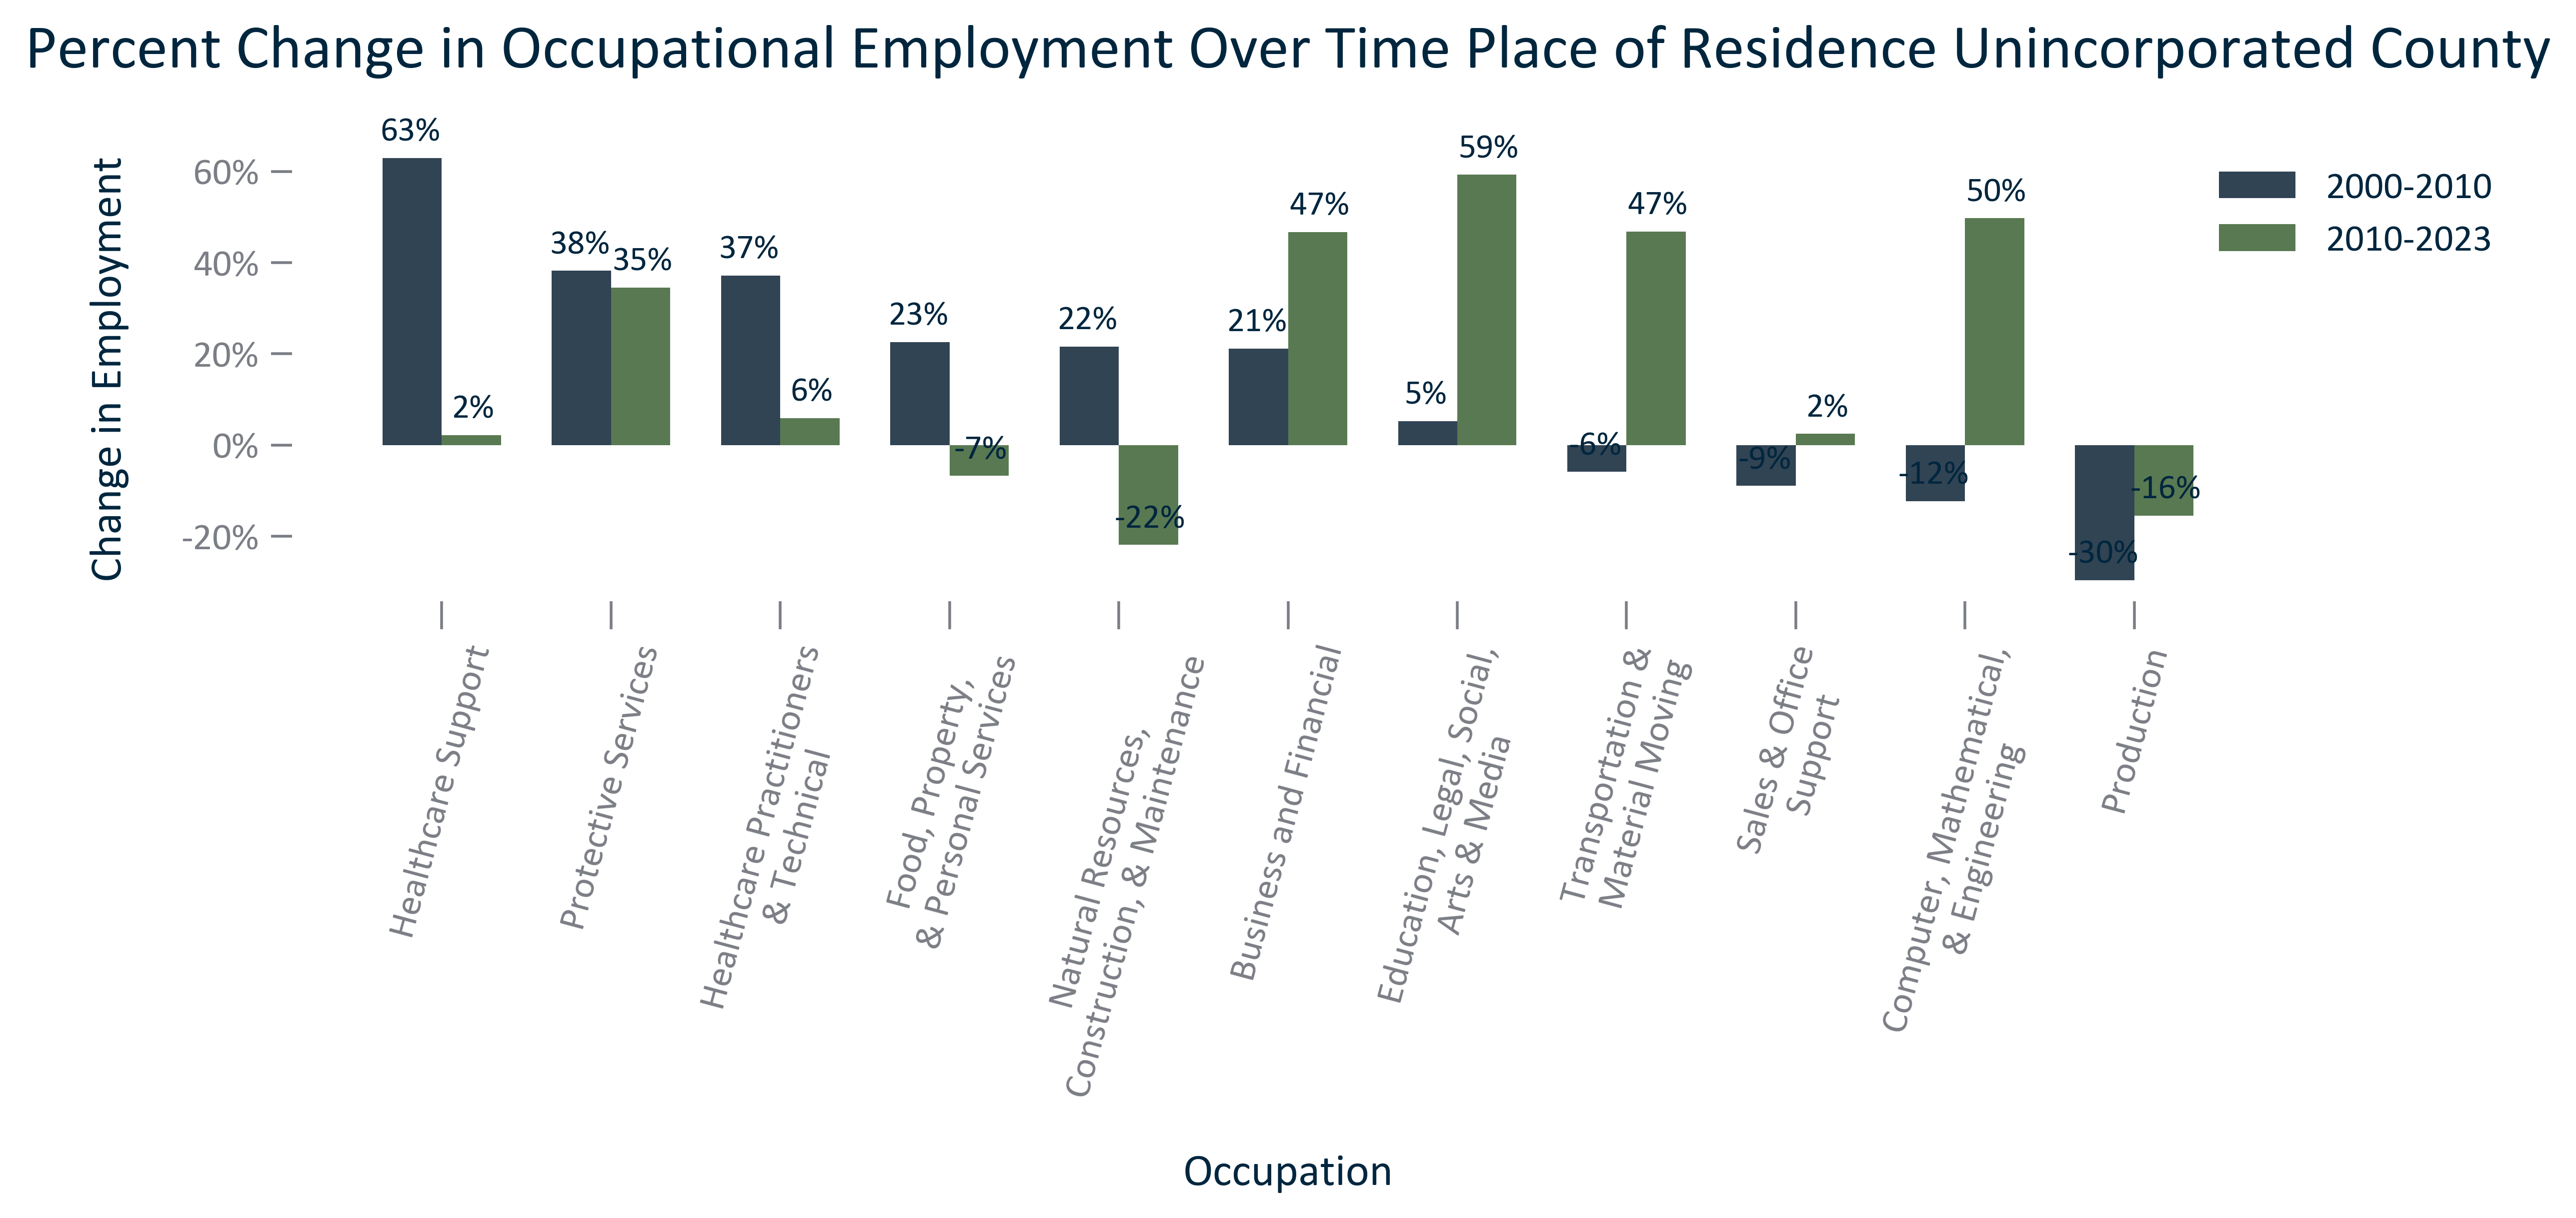 Percent Change in Occupational Employment Over Time Place of Residence Unincorporated County
Change in Employment
60%
40%
20%
0%
-20%
63%
2%
38%
35%
37%
6%
23%
-7%
22%
-22%
21%
47%
5%
59%
-6%
47%
-9%
2%
-12%
50%
-30%
-16%
2000-2010
2010-2023
Healthcare Support
Protective Services
Healthcare Practitioners
& Technical
Food, Property,
& Personal Services
Natural Resources,
Construction, & Maintenance
Business and Financial
Education, Legal, Social,
Arts & Media
Transportation &
Material Moving
Sales & Office
Support
Computer, Mathematical,
& Engineering
Production
Occupation